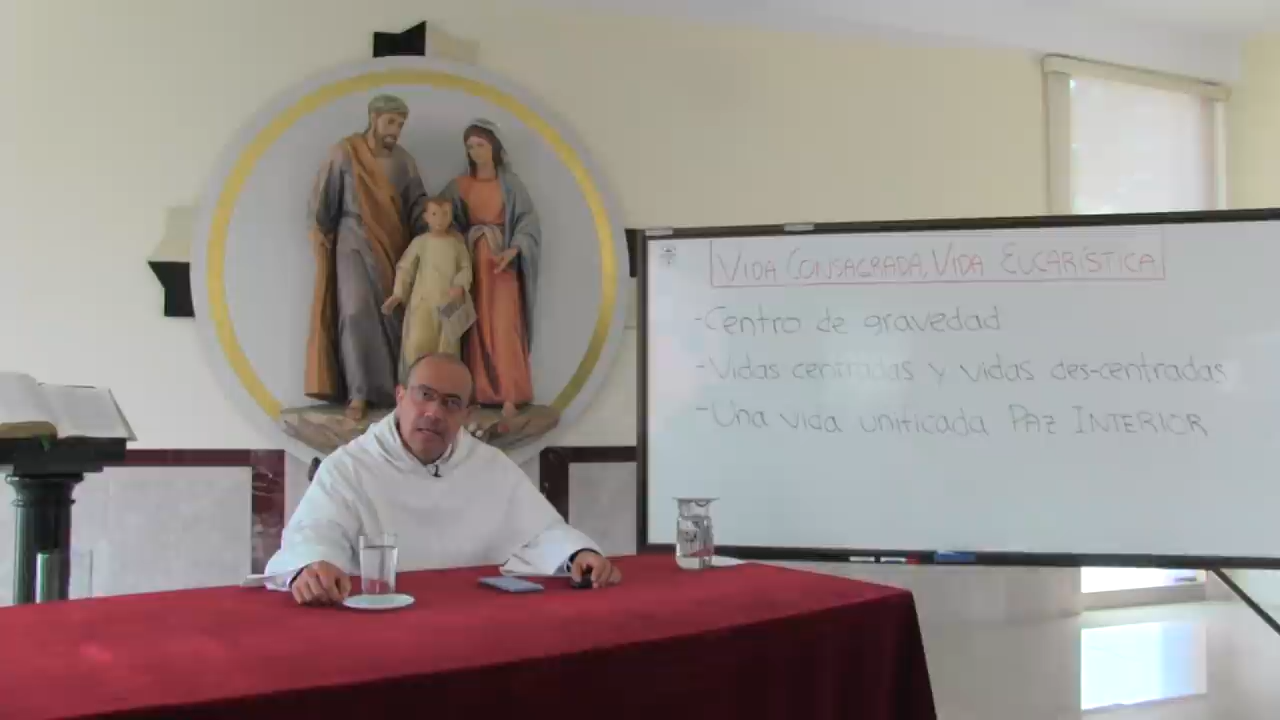 VIDA CONSAGRADA, VIDA EUCARÍSTICA
-Centro de gravedad
-Vidas centradas y vidas des-centradas
-Una vida unificada PAZ INTERIOR